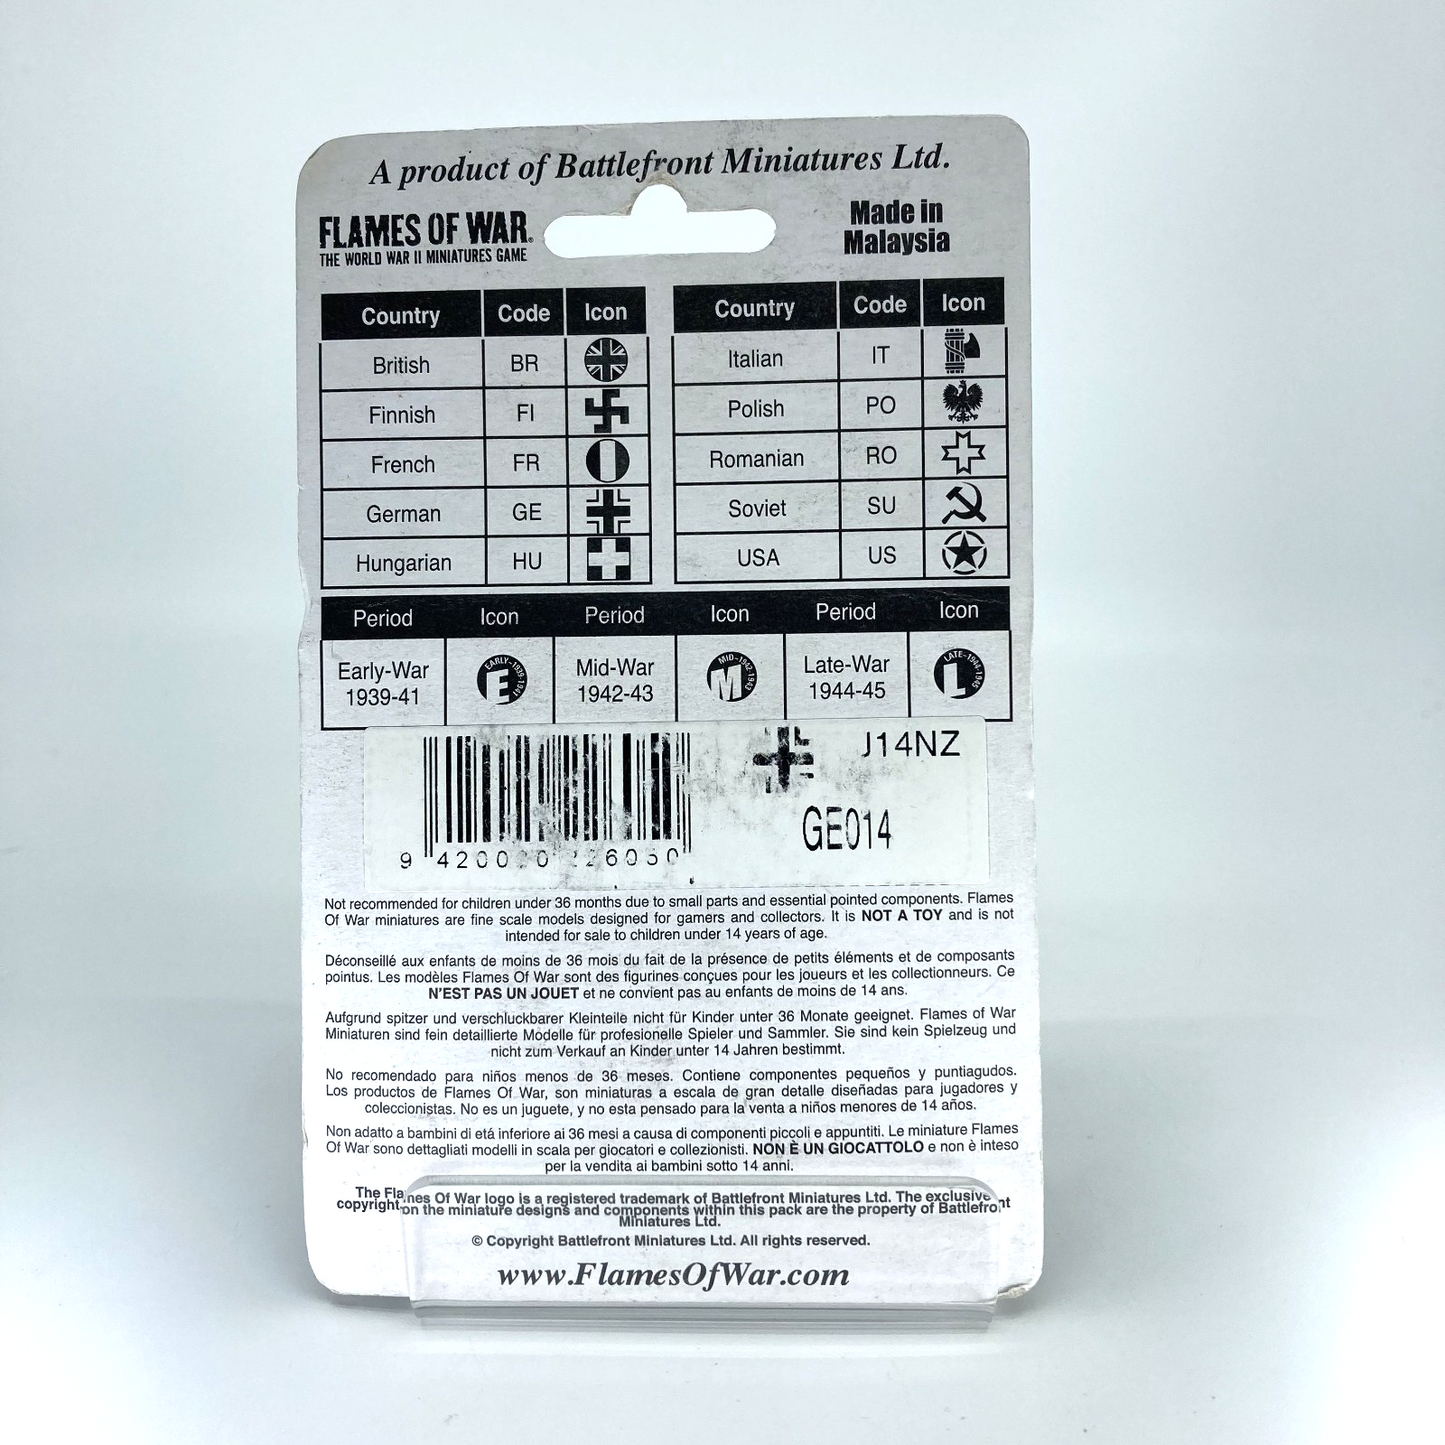 A product of Battlefront Miniatures Ltd.
FLAMES OF WAR®
THE WORLD WAR II MINIATURES GAME
Made in
Malaysia
Country Code Icon
British BR
Finnish FI
French FR
German GE
Hungarian HU
Country Code Icon
Italian IT
Polish PO
Romanian RO
Soviet SU
USA US
Period Icon Period Icon Period Icon
Early-War
1939-41
EARLY-1939-1941
E
Mid-War
1942-43
MID-1942-1943
M
Late-War
1944-45
LATE-1944-1945
L
J14NZ
GE014
Not recommended for children under 36 months due to small parts and essential pointed components. Flames
Of War miniatures are fine scale models designed for gamers and collectors. It is NOT A TOY and is not
intended for sale to children under 14 years of age.
Déconseillé aux enfants de moins de 36 mois du fait de la présence de petits éléments et de composants
pointus. Les modèles Flames Of War sont des figurines conçues pour les joueurs et les collectionneurs. Ce
N'EST PAS UN JOUET et ne convient pas au enfants de moins de 14 ans.
Aufgrund spitzer und verschluckbarer Kleinteile nicht für Kinder unter 36 Monate geeignet. Flames of War
Miniaturen sind fein detaillierte Modelle für profesionelle Spieler und Sammler. Sie sind kein Spielzeug und
nicht zum Verkauf an Kinder unter 14 Jahren bestimmt.
No recomendado para niños menos de 36 meses. Contiene componentes pequeños y puntiagudos.
Los productos de Flames Of War, son miniaturas a escala de gran detalle diseñadas para jugadores y
coleccionistas. No es un juguete, y no esta pensado para la venta a niños menores de 14 años.
Non adatto a bambini di etá inferiore ai 36 mesi a causa di componenti piccoli e appuntiti. Le miniature Flames
Of War sono dettagliati modelli in scala per giocatori e collezionisti. NON È UN GIOCATTOLO e non è inteso
per la vendita ai bambini sotto 14 anni.
The Flames Of War logo is a registered trademark of Battlefront Miniatures Ltd. The exclusive
copyright on the miniature designs and components within this pack are the property of Battlefront
Miniatures Ltd.
© Copyright Battlefront Miniatures Ltd. All rights reserved.
www.FlamesOfWar.com